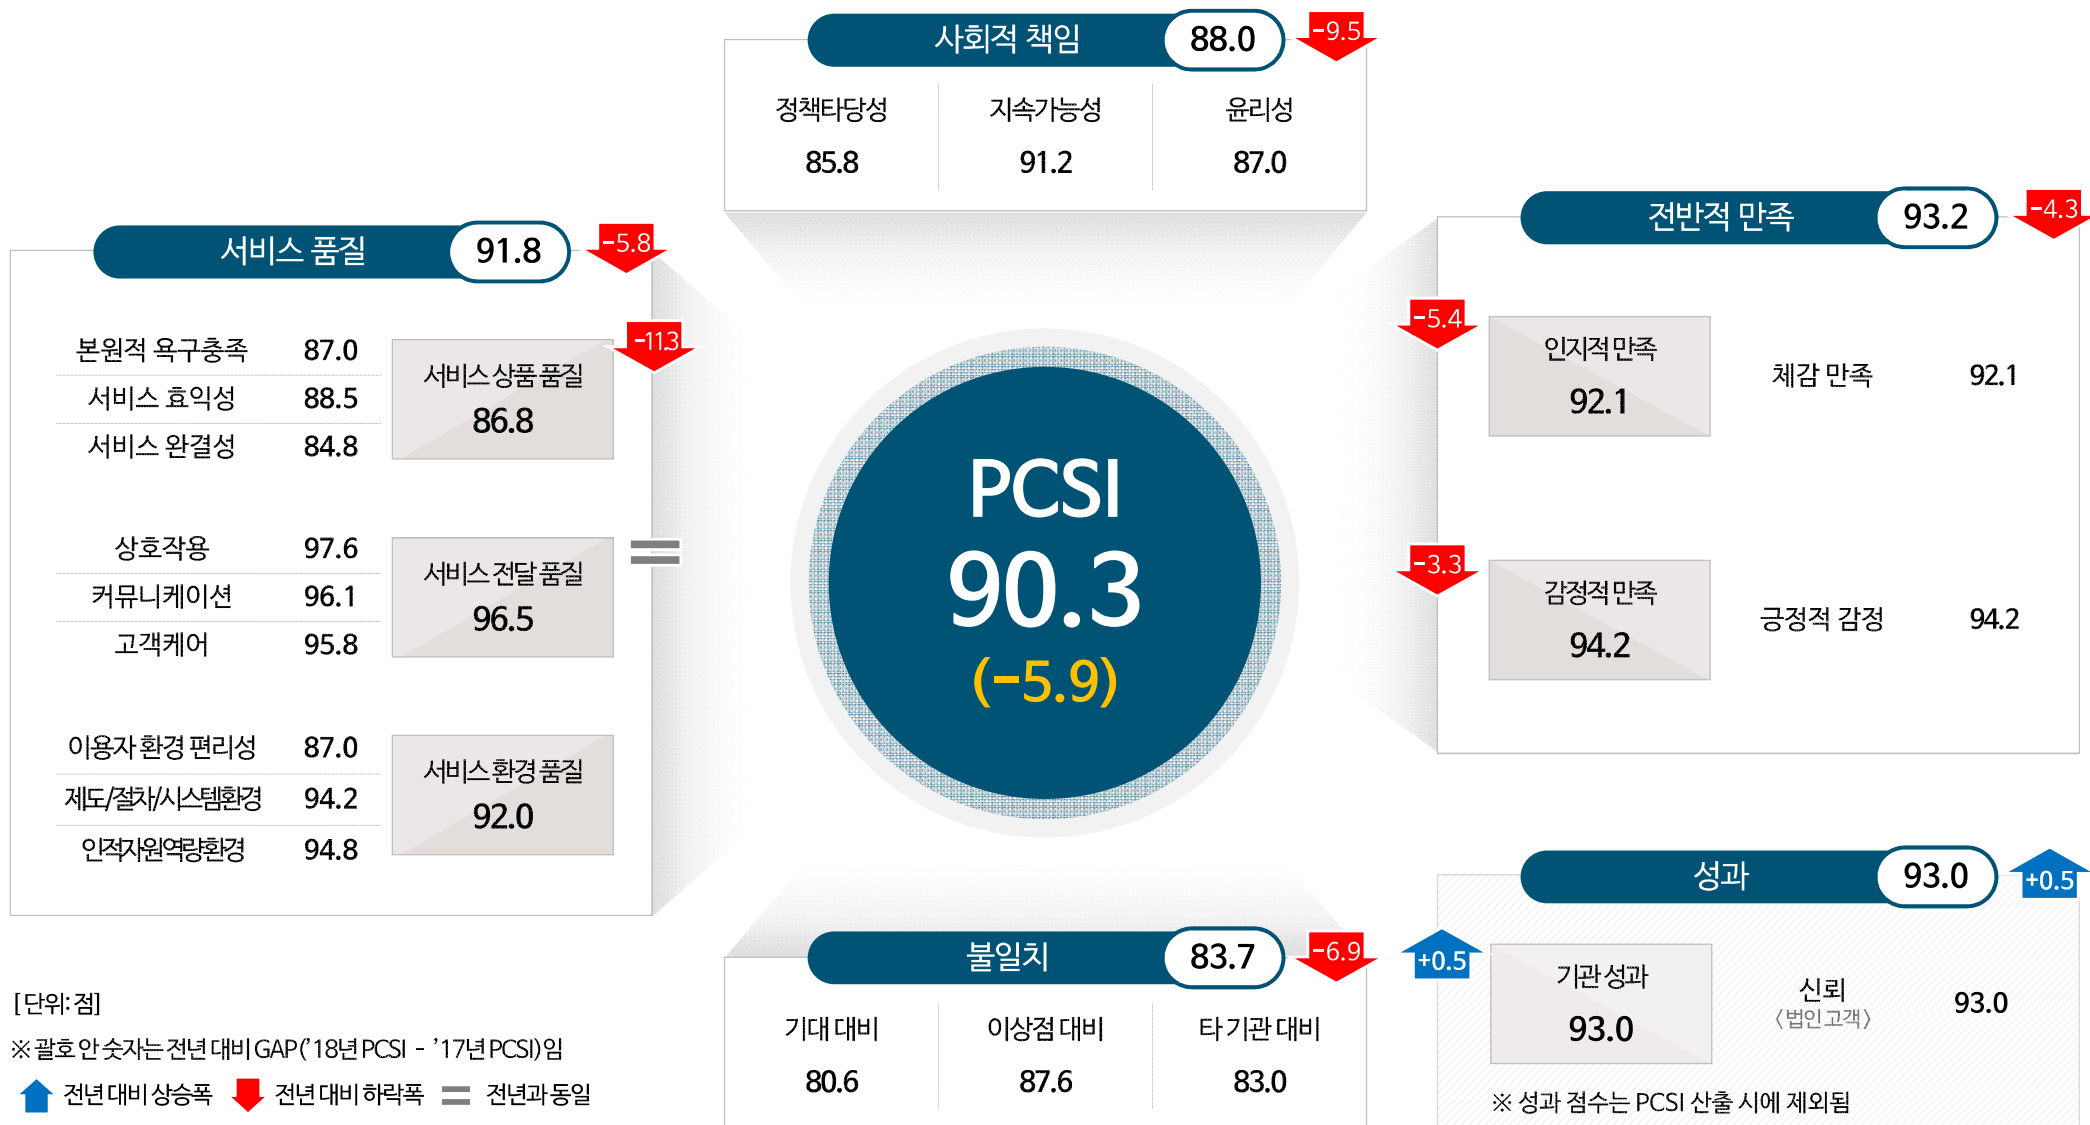 사회적 책임 88.0 -9.5
정책타당성 지속가능성 윤리성
85.8 91.2 87.0
서비스 품질 91.8 -5.8
본원적 욕구충족 87.0
서비스 효익성 88.5
서비스 완결성 84.8
서비스 상품 품질
86.8
-11.3
상호작용 97.6
커뮤니케이션 96.1
고객케어 95.8
서비스 전달 품질
96.5
=
이용자 환경 편리성 87.0
제도/절차/시스템환경 94.2
인적자원역량환경 94.8
서비스 환경 품질
92.0
PCSI
90.3
(-5.9)
전반적 만족 93.2 -4.3
-5.4
인지적 만족
92.1
체감 만족 92.1
-3.3
감정적 만족
94.2
긍정적 감정 94.2
불일치 83.7 -6.9
기대 대비 이상점 대비 타 기관 대비
80.6 87.6 83.0
성과 93.0 +0.5
+0.5
기관 성과
93.0
신뢰 93.0
〈법인 고객〉
※ 성과 점수는 PCSI 산출 시에 제외됨
[단위: 점]
※ 괄호 안 숫자는 전년 대비 GAP(’18년 PCSI - ’17년 PCSI)임
전년 대비 상승폭 전년 대비 하락폭 = 전년과 동일